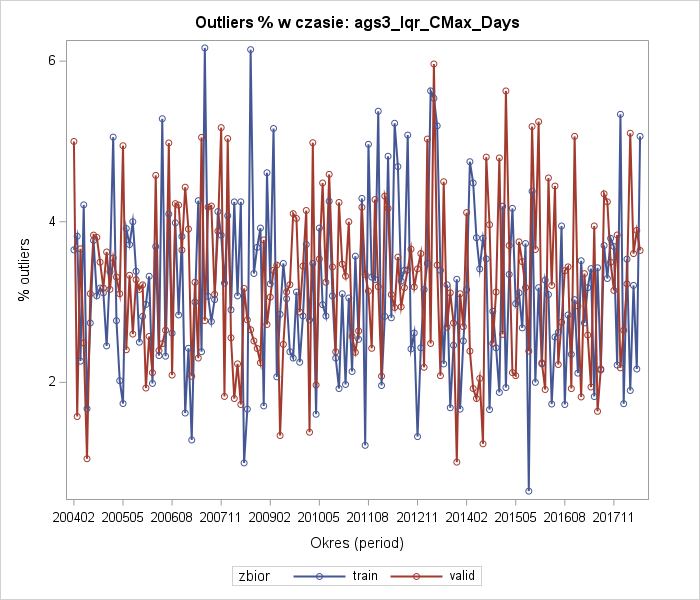 Outliers % w czasie: ags3_Iqr_CMax_Days
% outliers
6
4
2
200402 200505 200608 200711 200902 201005 201108 201211 201402 201505 201608 201711
Okres (period)
zbior train valid